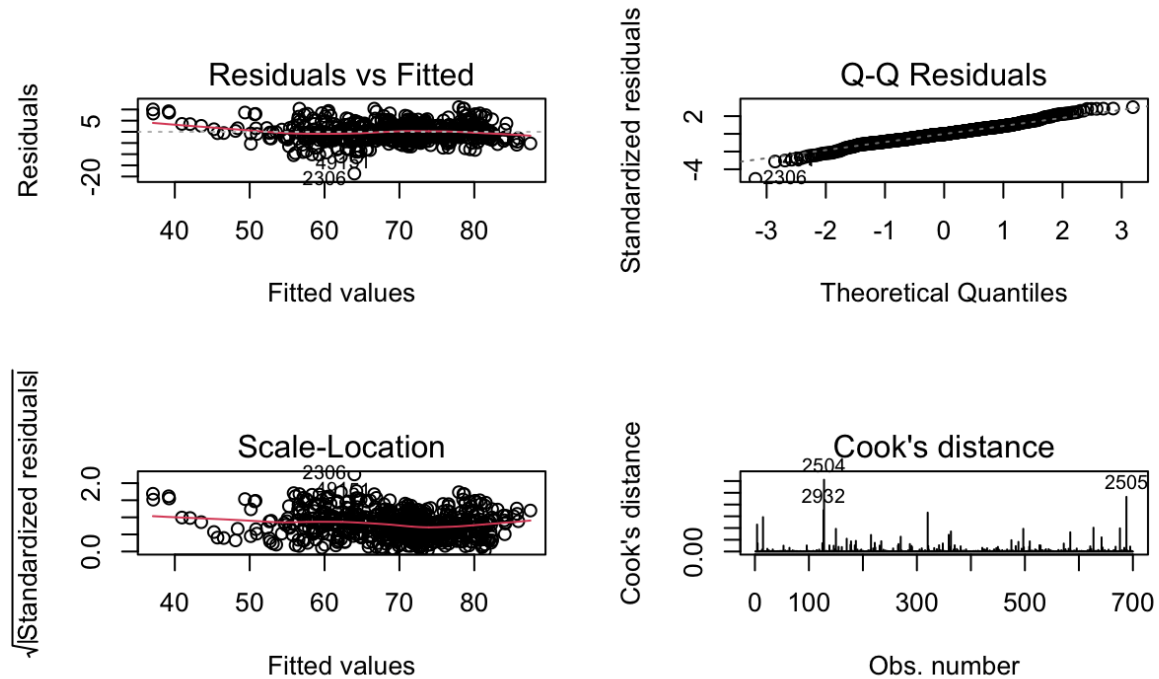 Residuals vs Fitted
Residuals
5
-20
2306
40 50 60 70 80
Fitted values
Q-Q Residuals
Standardized residuals
2
-4
2306
-3 -2 -1 0 1 2 3
Theoretical Quantiles
Scale-Location
√|Standardized residuals|
2.0
0.0
2306
40 50 60 70 80
Fitted values
Cook's distance
Cook's distance
0.00
2504
2932
2505
0 100 300 500 700
Obs. number